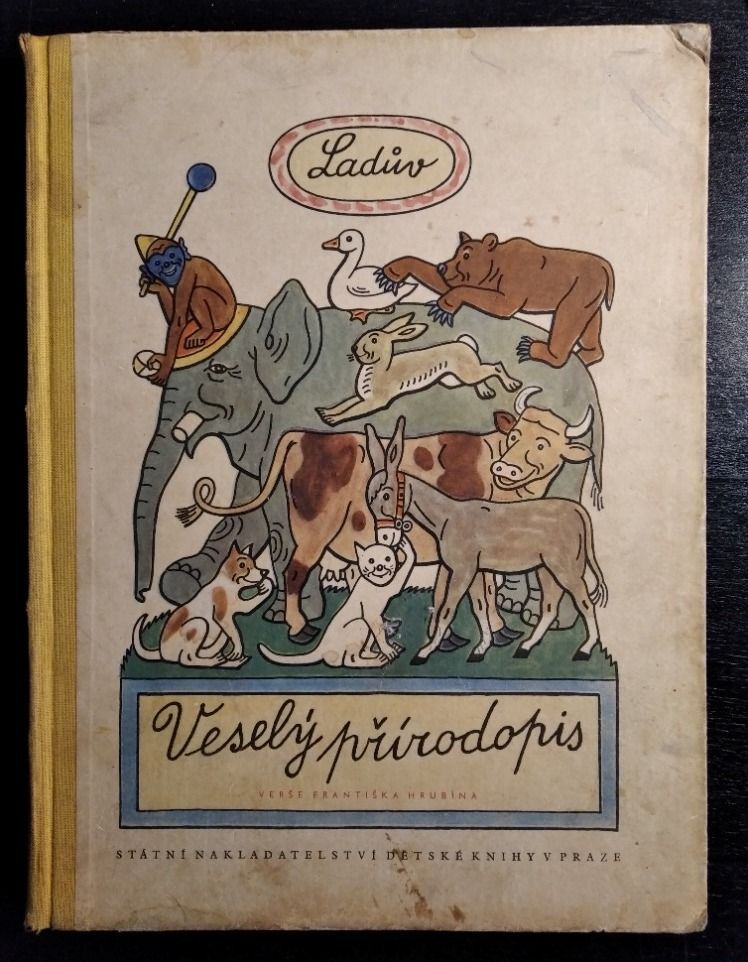 Ladův
Veselý přírodopis
VERŠE FRANTIŠKA HRUBÍNA
STÁTNÍ NAKLADATELSTVÍ DĚTSKÉ KNIHY V PRAZE